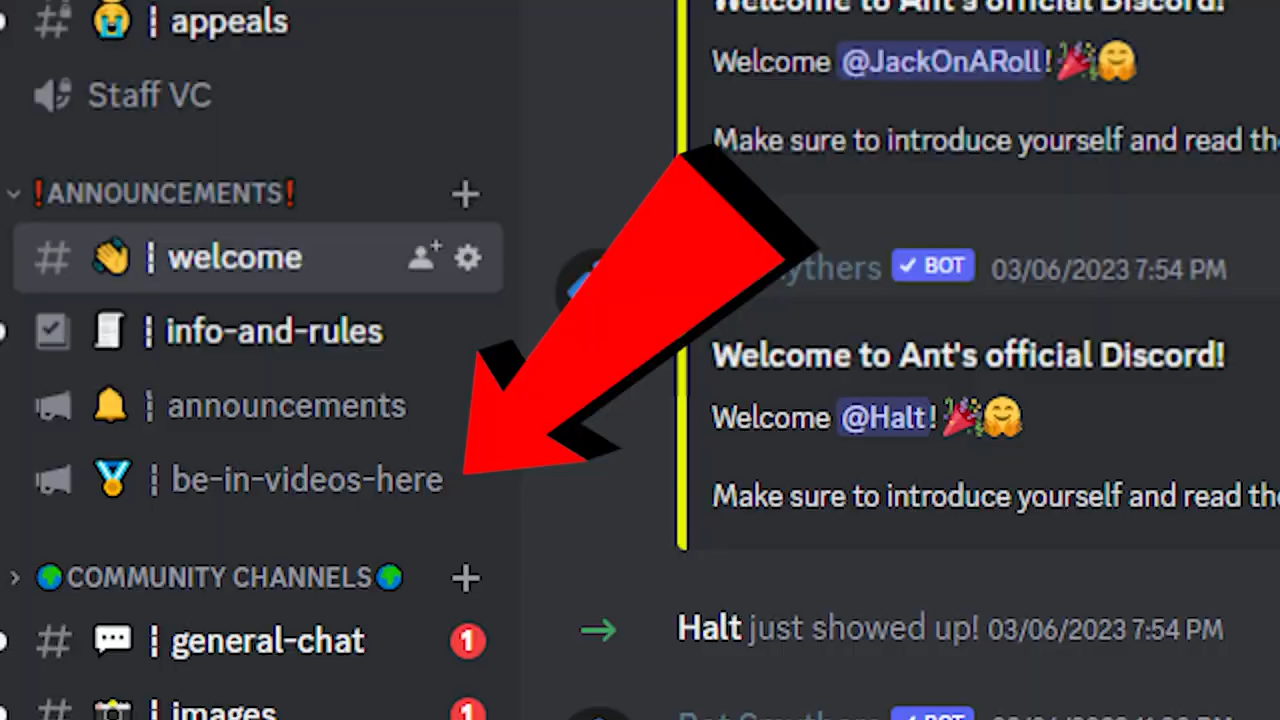 appeals
Staff VC
❗ANNOUNCEMENTS❗
welcome
info-and-rules
announcements
be-in-videos-here
COMMUNITY CHANNELS
general-chat
1
images
1
Welcome to Ant's official Discord!
Welcome @JackOnARoll!
Make sure to introduce yourself and read
BOT 03/06/2023 7:54 PM
Welcome to Ant's official Discord!
Welcome @Halt!
Make sure to introduce yourself and read
Halt just showed up! 03/06/2023 7:54 PM
BOT